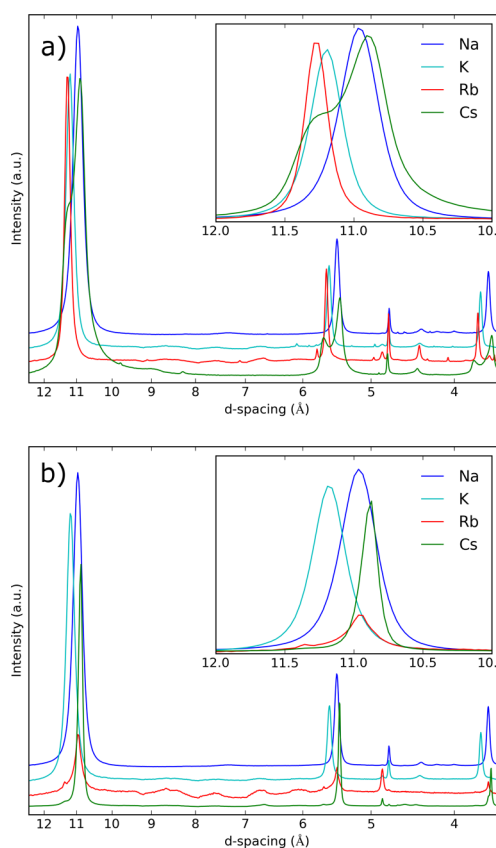 a)
Na
K
Rb
Cs
12.0 11.5 11.0 10.5 10.
Intensity (a.u.)
12 11 10 9 8 7 6 5 4
d-spacing (Å)
b)
Na
K
Rb
Cs
12.0 11.5 11.0 10.5 10.
Intensity (a.u.)
12 11 10 9 8 7 6 5 4
d-spacing (Å)